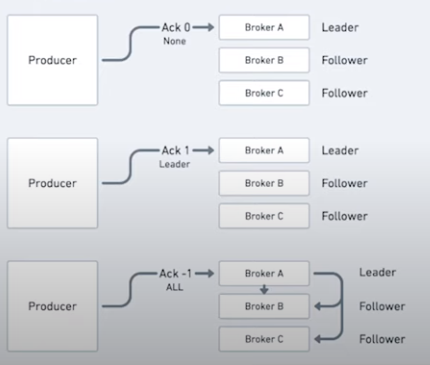 Producer
Ack 0
None
Broker A
Leader
Broker B
Follower
Broker C
Follower
Producer
Ack 1
Leader
Broker A
Leader
Broker B
Follower
Broker C
Follower
Producer
Ack -1
ALL
Broker A
Leader
Broker B
Follower
Broker C
Follower